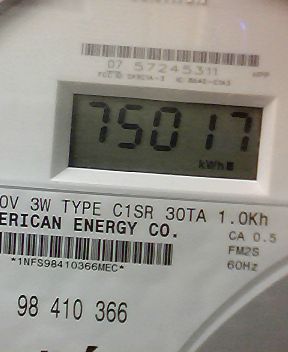 07 57245311
75017
kWh
0V 3W TYPE C1SR 30TA 1.0Kh
ERICAN ENERGY CO.
CA 0.5
FM2S
60Hz
*1NFS98410366MEC*
98 410 366